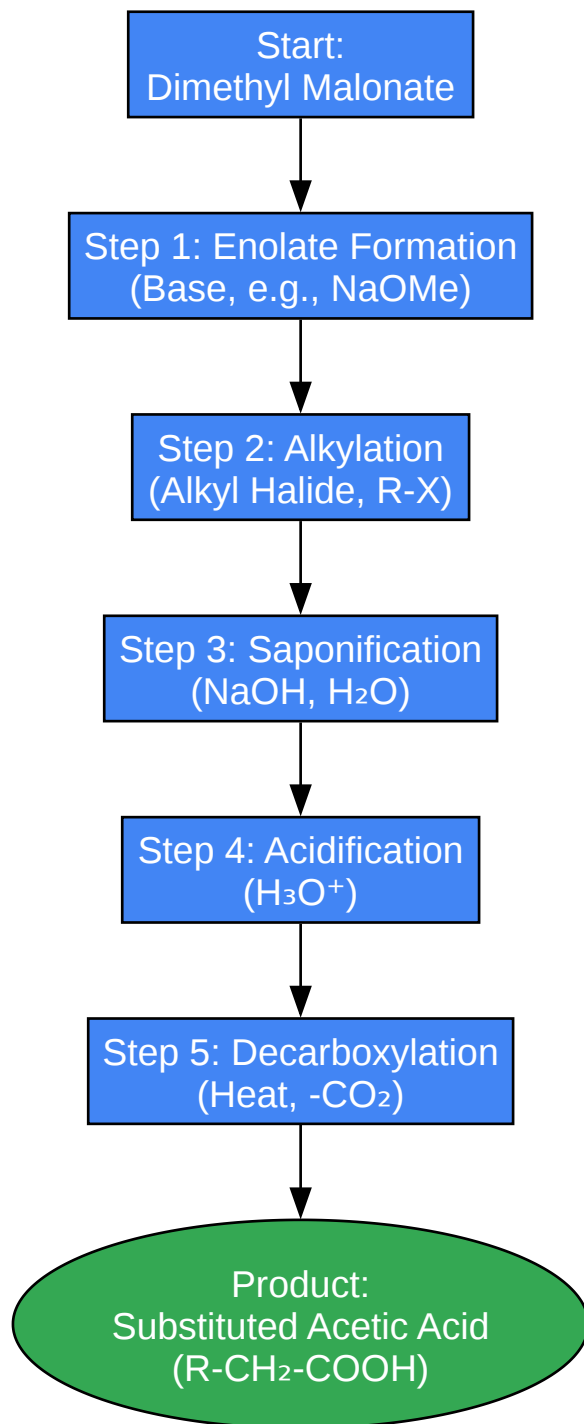 Start:
Dimethyl Malonate
Step 1: Enolate Formation
(Base, e.g., NaOMe)
Step 2: Alkylation
(Alkyl Halide, R-X)
Step 3: Saponification
(NaOH, H₂O)
Step 4: Acidification
(H₃O⁺)
Step 5: Decarboxylation
(Heat, -CO₂)
Product:
Substituted Acetic Acid
(R-CH₂-COOH)